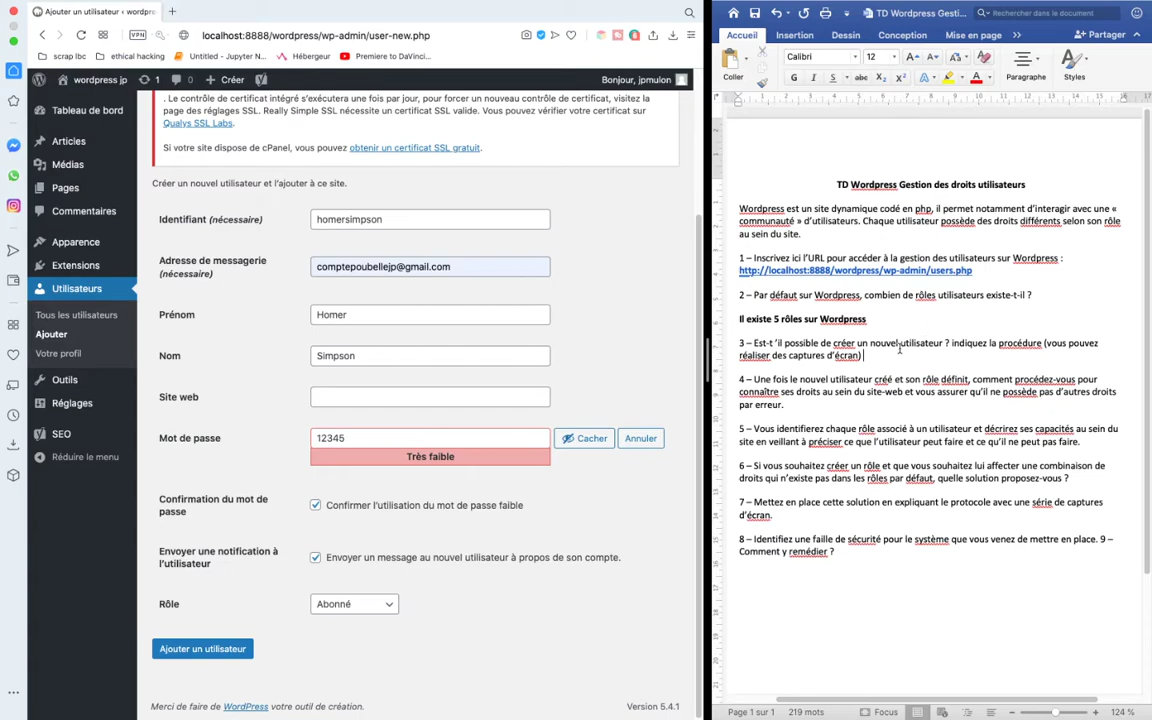 Ajouter un utilisateur ‹ wordpre
VPN
localhost:8888/wordpress/wp-admin/user-new.php
scrap lbc
ethical hacking
Untitled - Tuesday N...
Hébergeur
Premiere to DaVinci...
wordpress jp
1
0
Créer
Bonjour, jpmulon
Tableau de bord
Articles
Médias
Pages
Commentaires
Apparence
Extensions
Utilisateurs
Tous les utilisateurs
Ajouter
Votre profil
Outils
Réglages
SEO
Réduire le menu
. Le contrôle de certificat intégré s'exécutera une fois par jour, pour forcer un nouveau contrôle de certificat, visitez la
page des réglages SSL. Really Simple SSL nécessite un certificat SSL valide. Vous pouvez vérifier votre certificat sur
Qualys SSL Labs.
Si votre site dispose de cPanel, vous pouvez obtenir un certificat SSL gratuit.
Créer un nouvel utilisateur et l'ajouter à ce site.
Identifiant (nécessaire)
homersimpson
Adresse de messagerie
(nécessaire)
comptepoubellejp@gmail.com
Prénom
Homer
Nom
Simpson
Site web
Mot de passe
12345
Cacher
Annuler
Très faible
Confirmation du mot de
passe
Confirmer l'utilisation du mot de passe faible
Envoyer une notification à
l'utilisateur
Envoyer un message au nouvel utilisateur à propos de son compte.
Rôle
Abonné
Ajouter un utilisateur
Merci de faire de WordPress votre outil de création.
Version 5.4.1
TD Wordpress Gesti...
Rechercher dans le document
Accueil
Insertion
Dessin
Conception
Mise en page
Partager
Coller
Calibri
12
G
I
S
abc
X2
X2
Paragraphe
Styles
TD Wordpress Gestion des droits utilisateurs
Wordpress est un site dynamique codé en php, il permet notamment d'interagir avec une «
communauté » d'utilisateurs. Chaque utilisateur possède des droits différents selon son rôle
au sein du site.
1 – Inscrivez ici l'URL pour accéder à la gestion des utilisateurs sur Wordpress :
http://localhost:8888/wordpress/wp-admin/users.php
2 – Par défaut sur Wordpress, combien de rôles utilisateurs existe-t-il ?
Il existe 5 rôles sur Wordpress
3 – Est-t 'il possible de créer un nouvel utilisateur ? indiquez la procédure (vous pouvez
réaliser des captures d'écran)
4 – Une fois le nouvel utilisateur créé et son rôle définit, comment procédez-vous pour
connaître ses droits au sein du site-web et vous assurer qu'il ne possède pas d'autres droits
par erreur.
5 – Vous identifierez chaque rôle associé à un utilisateur et décrirez ses capacités au sein du
site en veillant à préciser ce que l'utilisateur peut faire et ce qu'il ne peut pas faire.
6 – Si vous souhaitez créer un rôle et que vous souhaitez lui affecter une combinaison de
droits qui n'existe pas dans les rôles par défaut, quelle solution proposez-vous ?
7 – Mettez en place cette solution en expliquant le protocole avec une série de captures
d'écran.
8 – Identifiez une faille de sécurité pour le système que vous venez de mettre en place. 9 –
Comment y remédier ?
Page 1 sur 1
219 mots
Focus
124 %